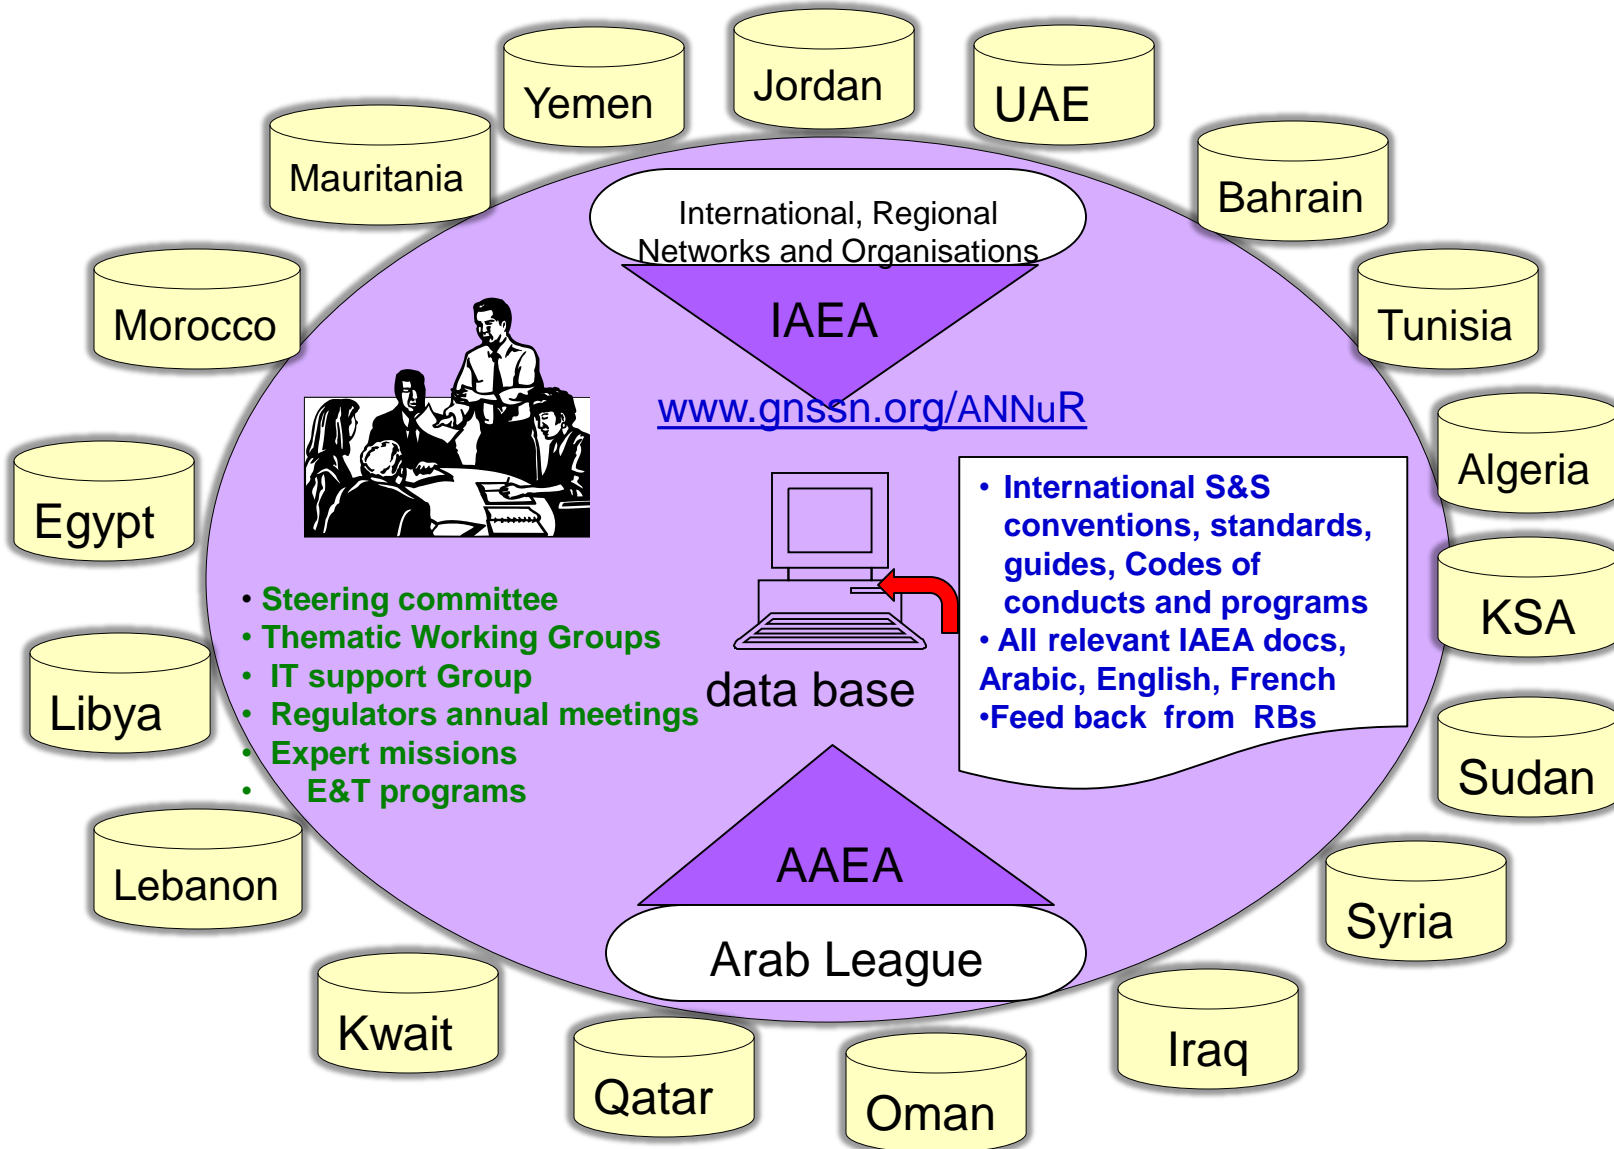 Jordan
Yemen
UAE
Mauritania
Bahrain
International, Regional
Networks and Organisations
Morocco
IAEA
Tunisia
www.gnssn.org/ANNuR
Algeria
Egypt
• International S&S
conventions, standards,
guides, Codes of
conducts and programs
• All relevant IAEA docs,
Arabic, English, French
•Feed back from RBs
KSA
• Steering committee
• Thematic Working Groups
• IT support Group
• Regulators annual meetings
• Expert missions
• E&T programs
data base
Libya
Sudan
Lebanon
AAEA
Syria
Arab League
Kwait
Iraq
Qatar
Oman